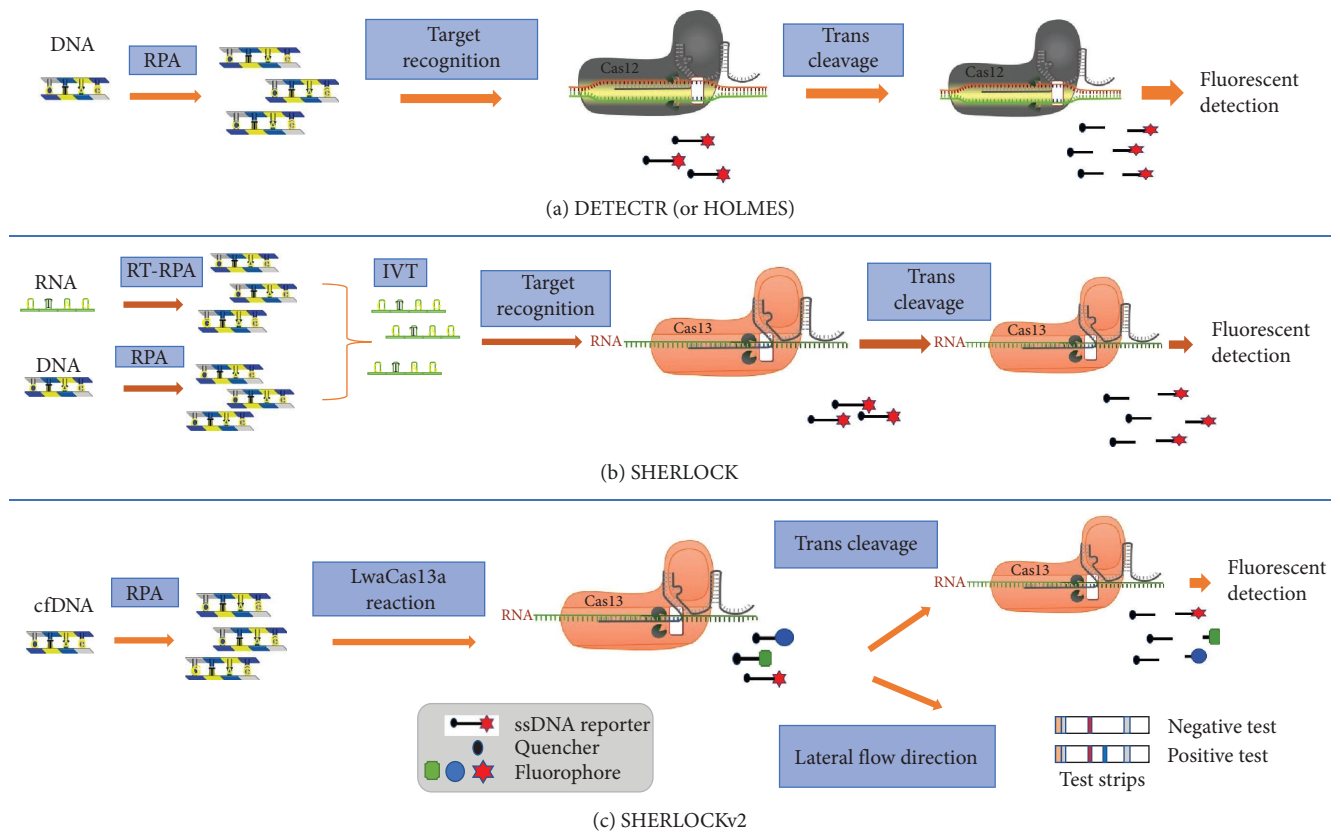 DNA
RPA
Target
recognition
Cas12
Trans
cleavage
Cas12
Fluorescent
detection
(a) DETECTR (or HOLMES)
RNA
RT-RPA
DNA
RPA
IVT
Target
recognition
RNA
Cas13
Trans
cleavage
RNA
Cas13
Fluorescent
detection
(b) SHERLOCK
cfDNA
RPA
LwaCas13a
reaction
RNA
Cas13
Trans cleavage
RNA
Cas13
Fluorescent
detection
ssDNA reporter
Quencher
Fluorophore
Lateral flow direction
Negative test
Positive test
Test strips
(c) SHERLOCKv2